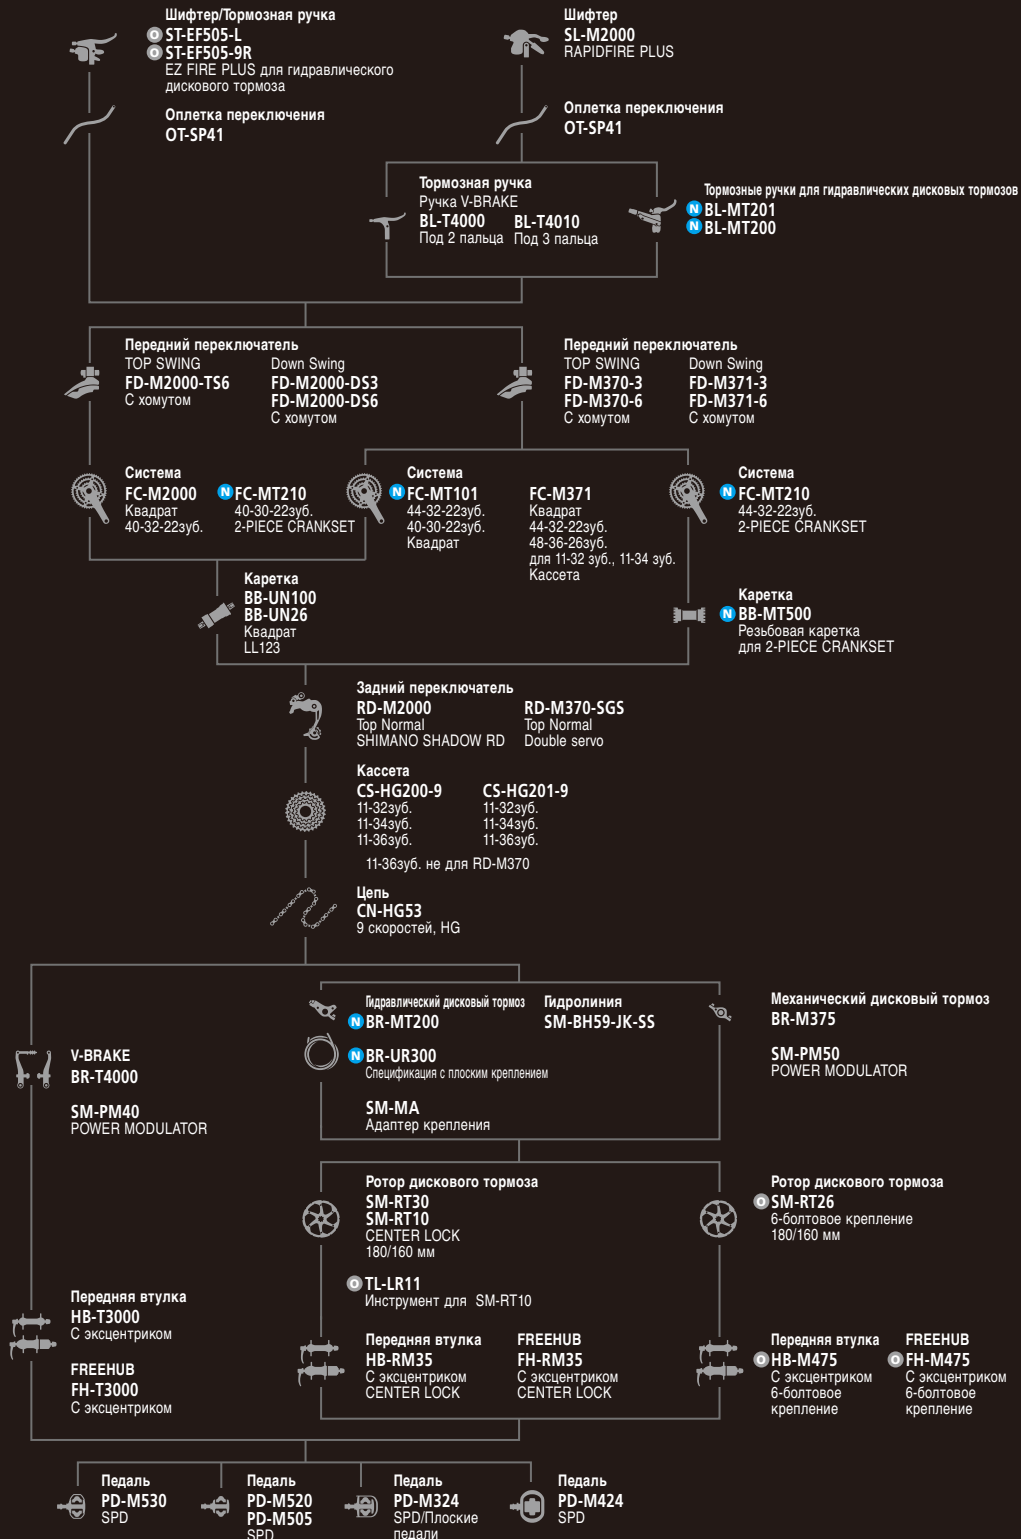 Шифтер/Тормозная ручка
O ST-EF505-L
O ST-EF505-9R
EZ FIRE PLUS для гидравлического
дискового тормоза
Шифтер
SL-M2000
RAPIDFIRE PLUS
Оплетка переключения
OT-SP41
Оплетка переключения
OT-SP41
Тормозная ручка
Ручка V-BRAKE
BL-T4000
Под 2 пальца
BL-T4010
Под 3 пальца
Тормозные ручки для гидравлических дисковых тормозов
N BL-MT201
N BL-MT200
Передний переключатель
TOP SWING
FD-M2000-TS6
С хомутом
Down Swing
FD-M2000-DS3
FD-M2000-DS6
С хомутом
Передний переключатель
TOP SWING
FD-M370-3
FD-M370-6
С хомутом
Down Swing
FD-M371-3
FD-M371-6
С хомутом
Система
FC-M2000
Квадрат
40-32-22зуб.
N FC-MT210
40-30-22зуб.
2-PIECE CRANKSET
Система
N FC-MT101
44-32-22зуб.
40-30-22зуб.
Квадрат
FC-M371
Квадрат
44-32-22зуб.
48-36-26зуб.
для 11-32 зуб., 11-34 зуб.
Кассета
Система
N FC-MT210
44-32-22зуб.
2-PIECE CRANKSET
Каретка
BB-UN100
BB-UN26
Квадрат
LL123
Каретка
N BB-MT500
Резьбовая каретка
для 2-PIECE CRANKSET
Задний переключатель
RD-M2000
Top Normal
SHIMANO SHADOW RD
RD-M370-SGS
Top Normal
Double servo
Кассета
CS-HG200-9
11-32зуб.
11-34зуб.
11-36зуб.
CS-HG201-9
11-32зуб.
11-34зуб.
11-36зуб.
11-36зуб. не для RD-M370
Цепь
CN-HG53
9 скоростей, HG
V-BRAKE
BR-T4000
SM-PM40
POWER MODULATOR
Гидравлический дисковый тормоз
N BR-MT200
Гидролиния
SM-BH59-JK-SS
N BR-UR300
Спецификация с плоским креплением
SM-MA
Адаптер крепления
Механический дисковый тормоз
BR-M375
SM-PM50
POWER MODULATOR
Ротор дискового тормоза
SM-RT30
SM-RT10
CENTER LOCK
180/160 мм
O TL-LR11
Инструмент для SM-RT10
Ротор дискового тормоза
O SM-RT26
6-болтовое крепление
180/160 мм
Передняя втулка
HB-T3000
С эксцентриком
FREEHUB
FH-T3000
С эксцентриком
Передняя втулка
HB-RM35
С эксцентриком
CENTER LOCK
FREEHUB
FH-RM35
С эксцентриком
CENTER LOCK
Передняя втулка
O HB-M475
С эксцентриком
6-болтовое
крепление
FREEHUB
O FH-M475
С эксцентриком
6-болтовое
крепление
Педаль
PD-M530
SPD
Педаль
PD-M520
PD-M505
SPD
Педаль
PD-M324
SPD/Плоские
педали
Педаль
PD-M424
SPD